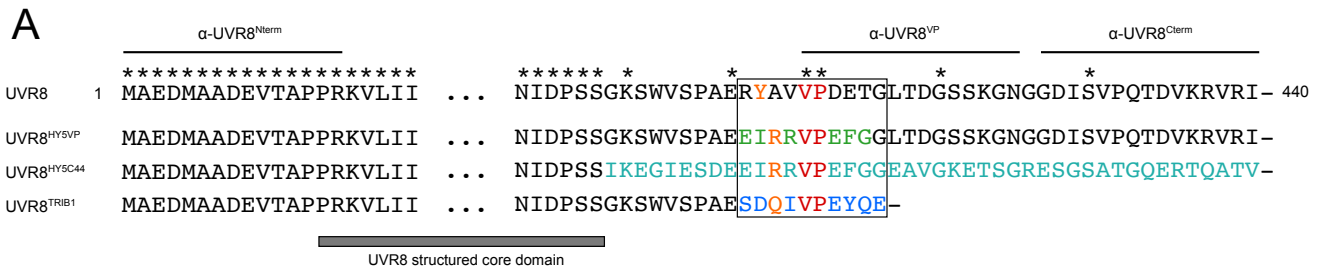 A
α-UVR8Nterm α-UVR8VP α-UVR8Cterm
******************** ****** * * ** * *
UVR8 1 MAEDMAADEVTAPPRKVLII ... NIDPSSGKSWVSPAERYAVVPDETGLTDGSSKGNGGDISVPQTDVKRVRI– 440
UVR8HY5VP MAEDMAADEVTAPPRKVLII ... NIDPSSGKSWVSPAEEIRRVPEFGGLTDGSSKGNGGDISVPQTDVKRVRI–
UVR8HY5C44 MAEDMAADEVTAPPRKVLII ... NIDPSSIKEGIESDEEIRRVPEFGGEAVGKETSGRESGSATGQERTQATV–
UVR8TRIB1 MAEDMAADEVTAPPRKVLII ... NIDPSSGKSWVSPAESDQIVPEYQE–
UVR8 structured core domain